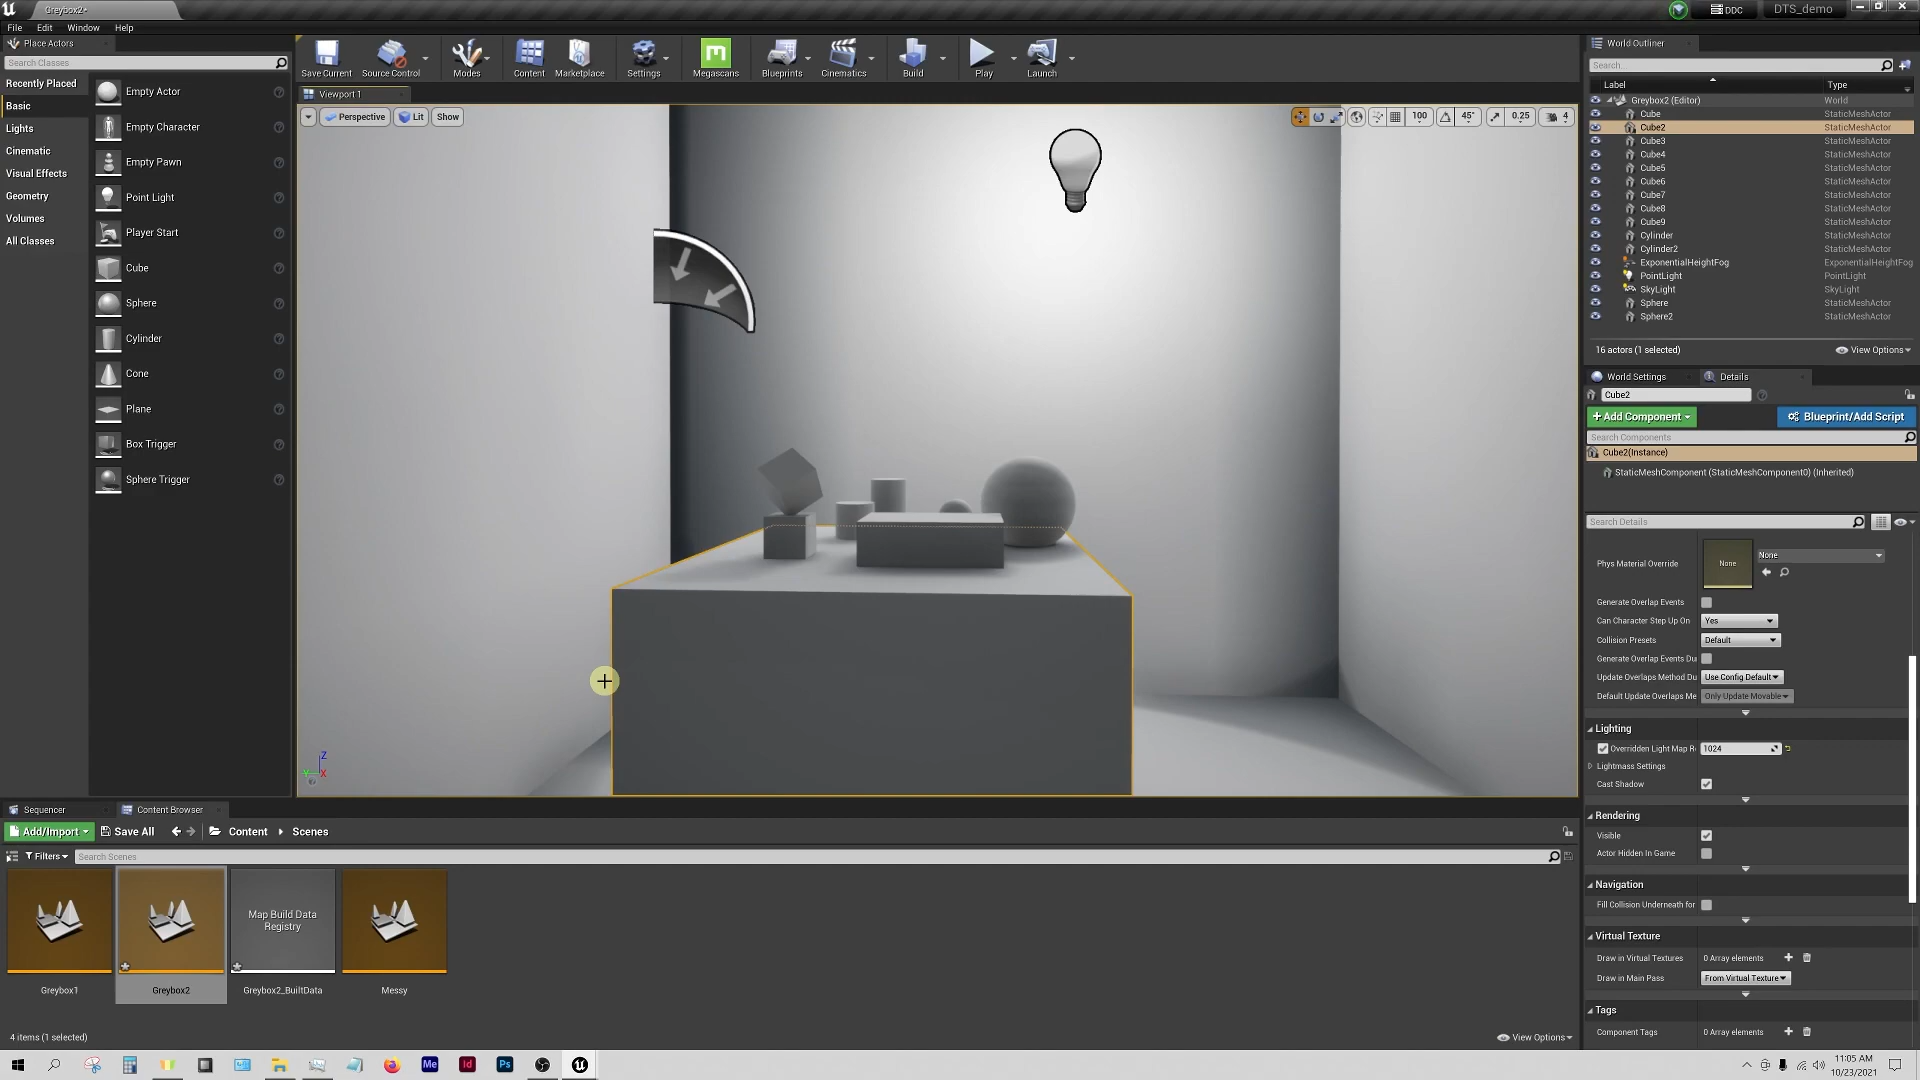 Greybox2•
DDC
DTS_demo
File Edit Window Help
Place Actors
Search Classes
Recently Placed
Basic
Lights
Cinematic
Visual Effects
Geometry
Volumes
All Classes
Empty Actor
Empty Character
Empty Pawn
Point Light
Player Start
Cube
Sphere
Cylinder
Cone
Plane
Box Trigger
Sphere Trigger
Save Current
Source Control
Modes
Content
Marketplace
Settings
Megascans
Blueprints
Cinematics
Build
Play
Launch
Viewport 1
Perspective
Lit
Show
100
45°
0.25
4
Z
X
World Outliner
Search...
Label Type
Greybox2 (Editor) World
Cube StaticMeshActor
Cube2 StaticMeshActor
Cube3 StaticMeshActor
Cube4 StaticMeshActor
Cube5 StaticMeshActor
Cube6 StaticMeshActor
Cube7 StaticMeshActor
Cube8 StaticMeshActor
Cube9 StaticMeshActor
Cylinder StaticMeshActor
Cylinder2 StaticMeshActor
ExponentialHeightFog ExponentialHeightFog
PointLight PointLight
SkyLight SkyLight
Sphere StaticMeshActor
Sphere2 StaticMeshActor
16 actors (1 selected)
View Options
World Settings
Details
Cube2
+Add Component
Blueprint/Add Script
Search Components
Cube2(Instance)
StaticMeshComponent (StaticMeshComponent0) (Inherited)
Search Details
Phys Material Override
None
None
Generate Overlap Events
Can Character Step Up On Yes
Collision Presets Default
Generate Overlap Events Du
Update Overlaps Method Du Use Config Default
Default Update Overlaps Me Only Update Movable
Lighting
Overridden Light Map R 1024
Lightmass Settings
Cast Shadow
Rendering
Visible
Actor Hidden In Game
Navigation
Fill Collision Underneath for
Virtual Texture
Draw in Virtual Textures 0 Array elements
Draw in Main Pass From Virtual Texture
Tags
Component Tags 0 Array elements
Sequencer
Content Browser
Add/Import
Save All
Content
Scenes
Filters
Search Scenes
Map Build Data
Registry
Greybox1
Greybox2
Greybox2_BuiltData
Messy
4 items (1 selected)
View Options
Me
Id
Ps
11:05 AM
10/23/2021